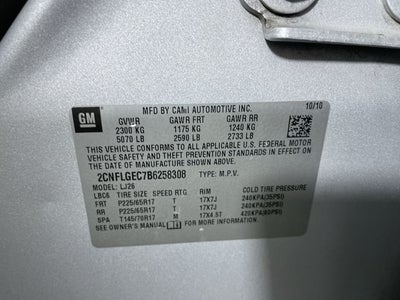 MFD BY CAMI AUTOMOTIVE INC. 10/10
GM GVWR GAWR FRT GAWR RR
2300 KG 1175 KG 1240 KG
5070 LB 2590 LB 2733 LB
THIS VEHICLE CONFORMS TO ALL APPLICABLE U.S. FEDERAL MOTOR
VEHICLE SAFETY AND THEFT PREVENTION STANDARDS
IN EFFECT ON THE DATE OF
MANUFACTURE SHOWN ABOVE.
2CNFLGEC7B6258308 TYPE: M.P.V.
MODEL: LJ26
LBC6 TIRE SIZE SPEED RTG RIM COLD TIRE PRESSURE
FRT P225/65R17 T 17X7J 240KPA(35PSI)
RR P225/65R17 T 17X7J 240KPA(35PSI)
SPA T145/70R17 M 17X4.5T 420KPA(60PSI)
SEE OWNER'S MANUAL FOR